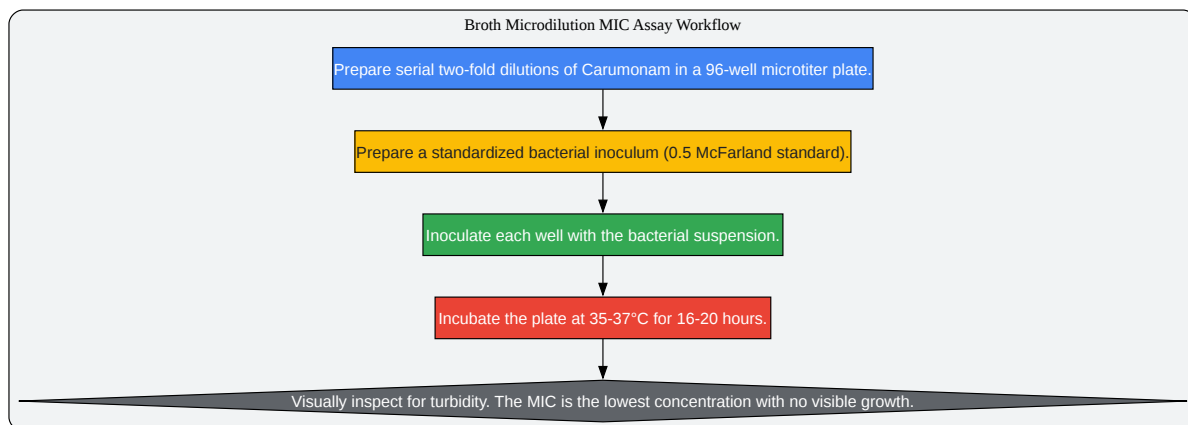 Broth Microdilution MIC Assay Workflow
Prepare serial two-fold dilutions of Carumonam in a 96-well microtiter plate.
Prepare a standardized bacterial inoculum (0.5 McFarland standard).
Inoculate each well with the bacterial suspension.
Incubate the plate at 35-37°C for 16-20 hours.
Visually inspect for turbidity. The MIC is the lowest concentration with no visible growth.